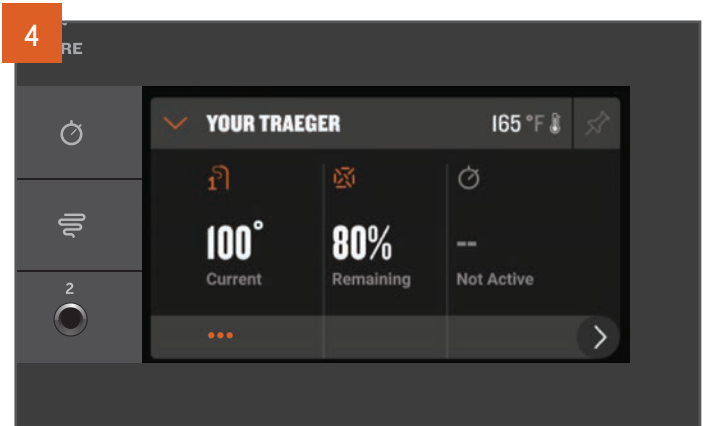 4
RE
YOUR TRAEGER 165 °F
1
100° 80% --
Current Remaining Not Active
2